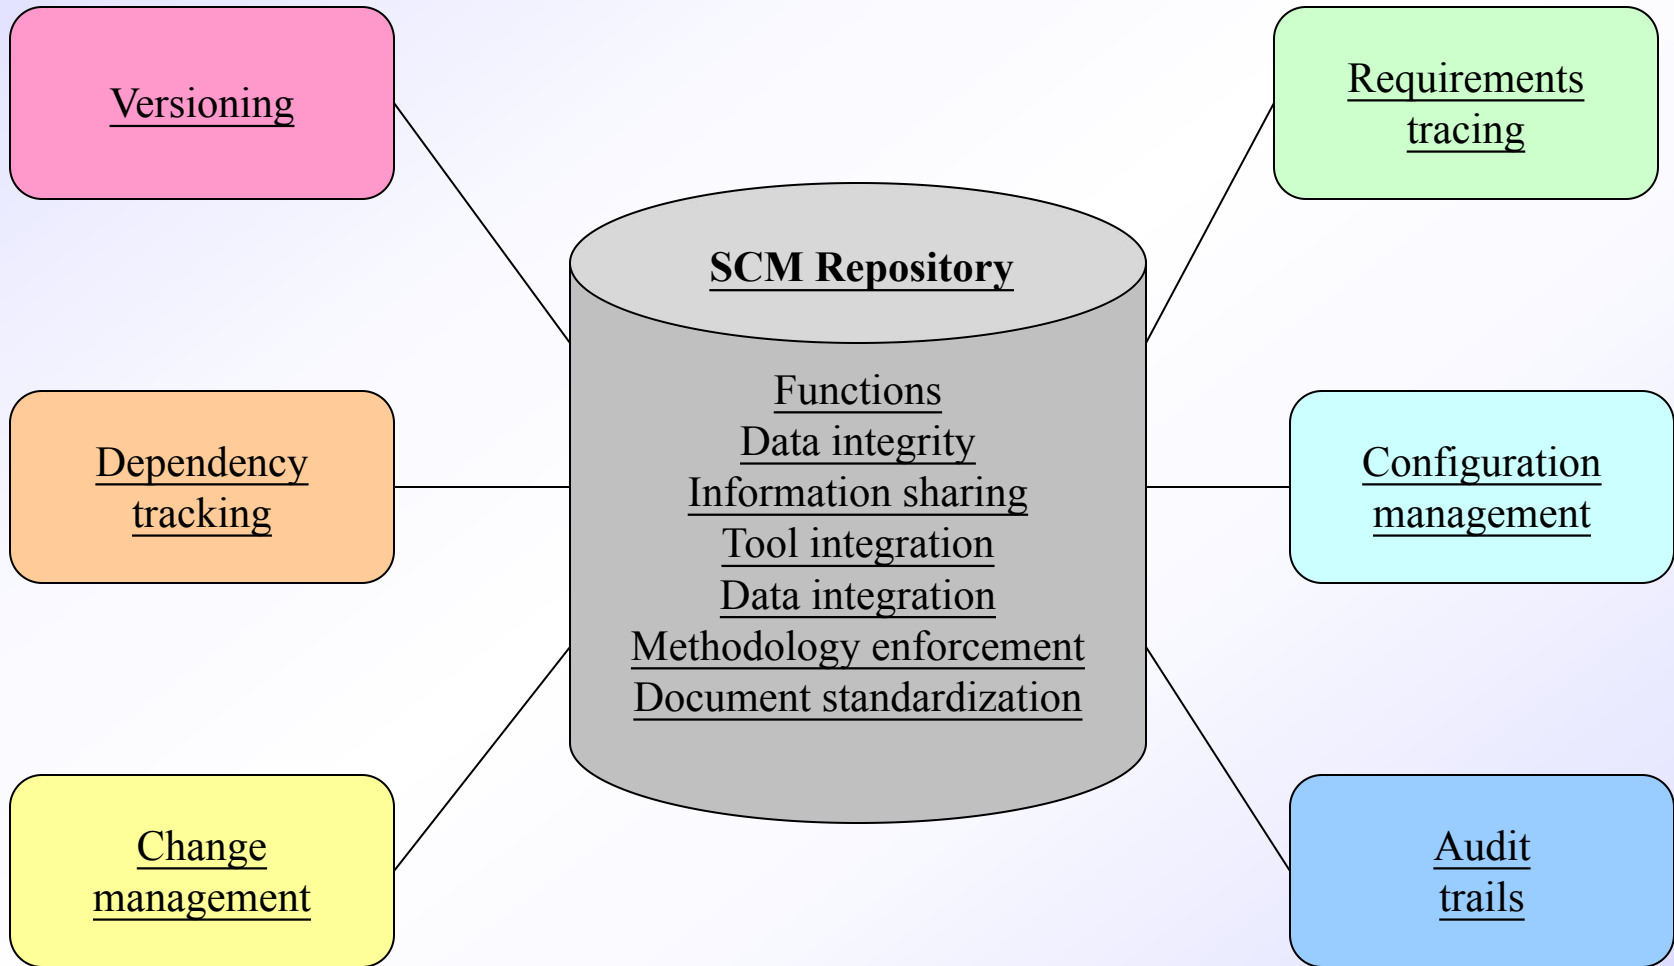 Versioning
Requirements
tracing
SCM Repository
Functions
Data integrity
Information sharing
Tool integration
Data integration
Methodology enforcement
Document standardization
Dependency
tracking
Configuration
management
Change
management
Audit
trails